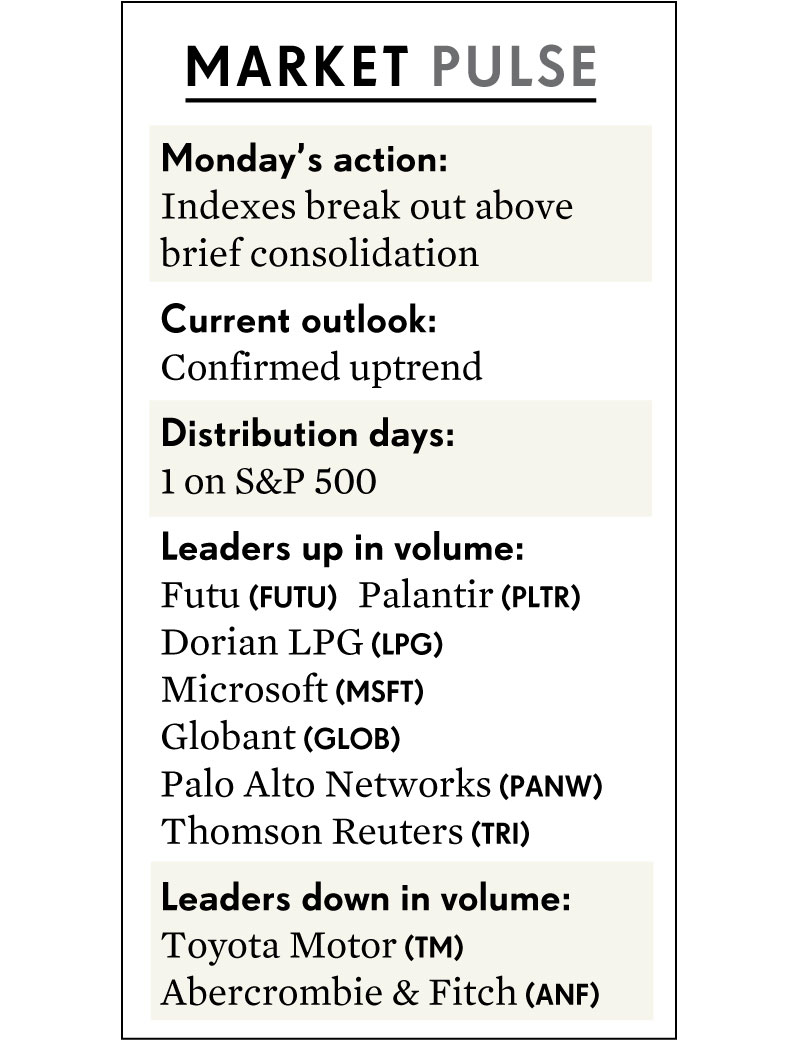 MARKET PULSE
Monday’s action:
Indexes break out above
brief consolidation
Current outlook:
Confirmed uptrend
Distribution days:
1 on S&P 500
Leaders up in volume:
Futu (FUTU) Palantir (PLTR)
Dorian LPG (LPG)
Microsoft (MSFT)
Globant (GLOB)
Palo Alto Networks (PANW)
Thomson Reuters (TRI)
Leaders down in volume:
Toyota Motor (TM)
Abercrombie & Fitch (ANF)